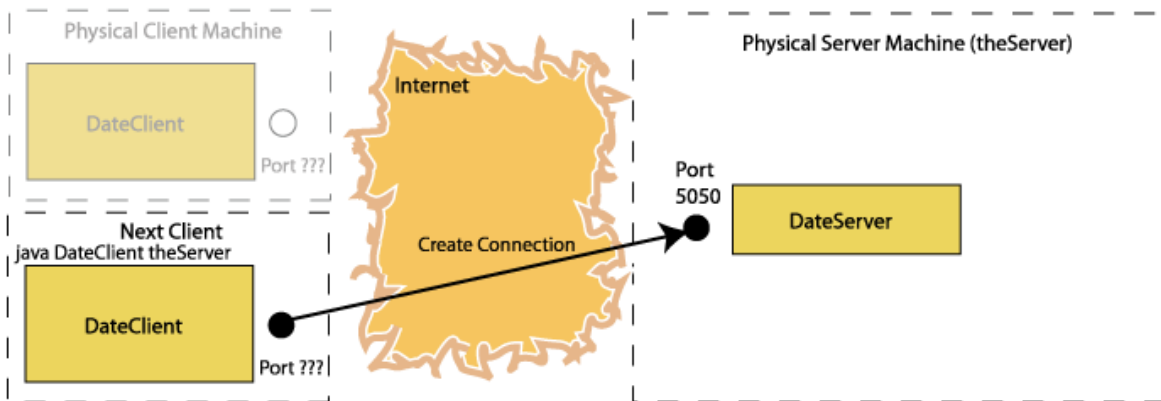 Physical Client Machine
DateClient
Port ???
Next Client
java DateClient theServer
DateClient
Port ???
Internet
Create Connection
Physical Server Machine (theServer)
Port
5050
DateServer